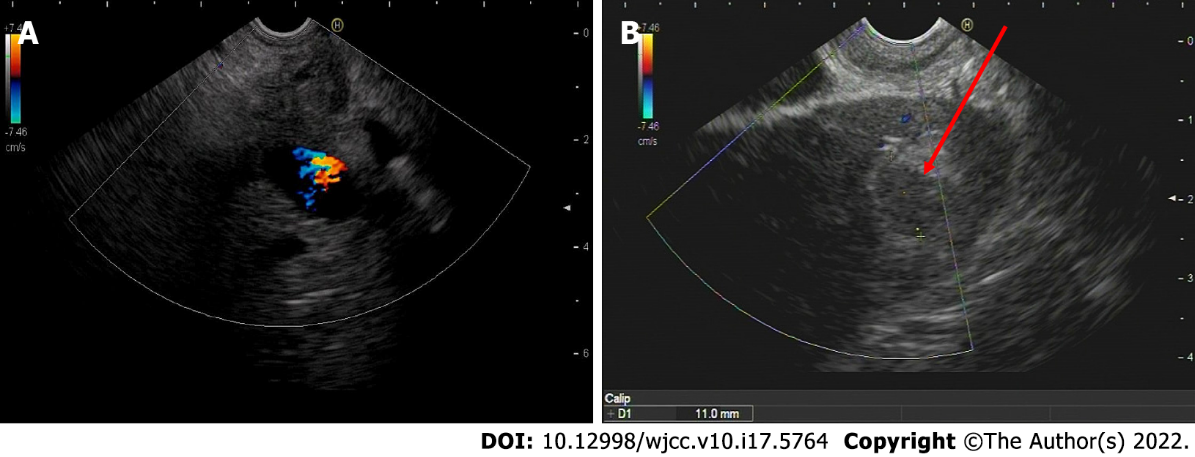 A
+7.46
-7.46
cm/s
H
0
2
4
6
B
+7.46
-7.46
cm/s
H
0
1
2
3
4
Calip
+ D1 11.0 mm
DOI: 10.12998/wjcc.v10.i17.5764 Copyright ©The Author(s) 2022.